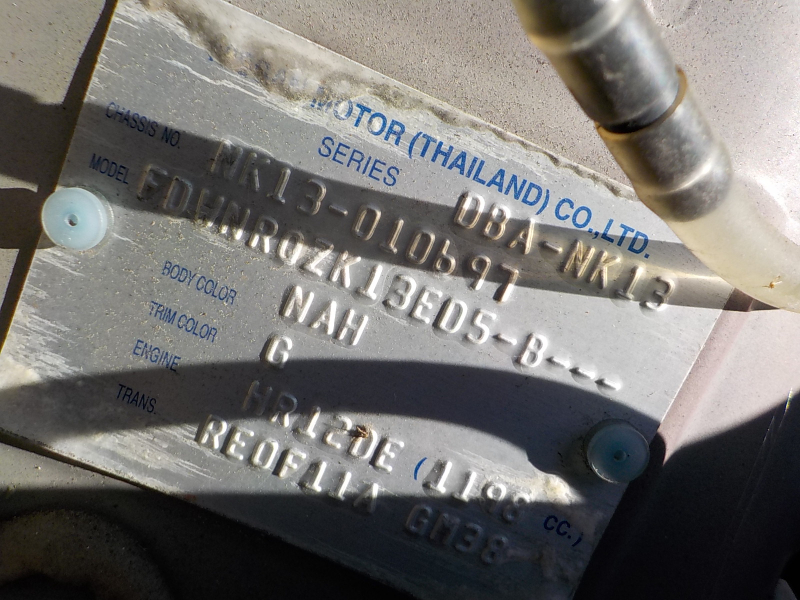 MOTOR (THAILAND) CO.,LTD.
SERIES DBA-NK13
CHASSIS NO. NK13-010697
MODEL FDHNRQZK13EDS-B----
BODY COLOR NAH
TRIM COLOR G
ENGINE HR12DE (1198 CC.)
TRANS. RE0F11A GM38